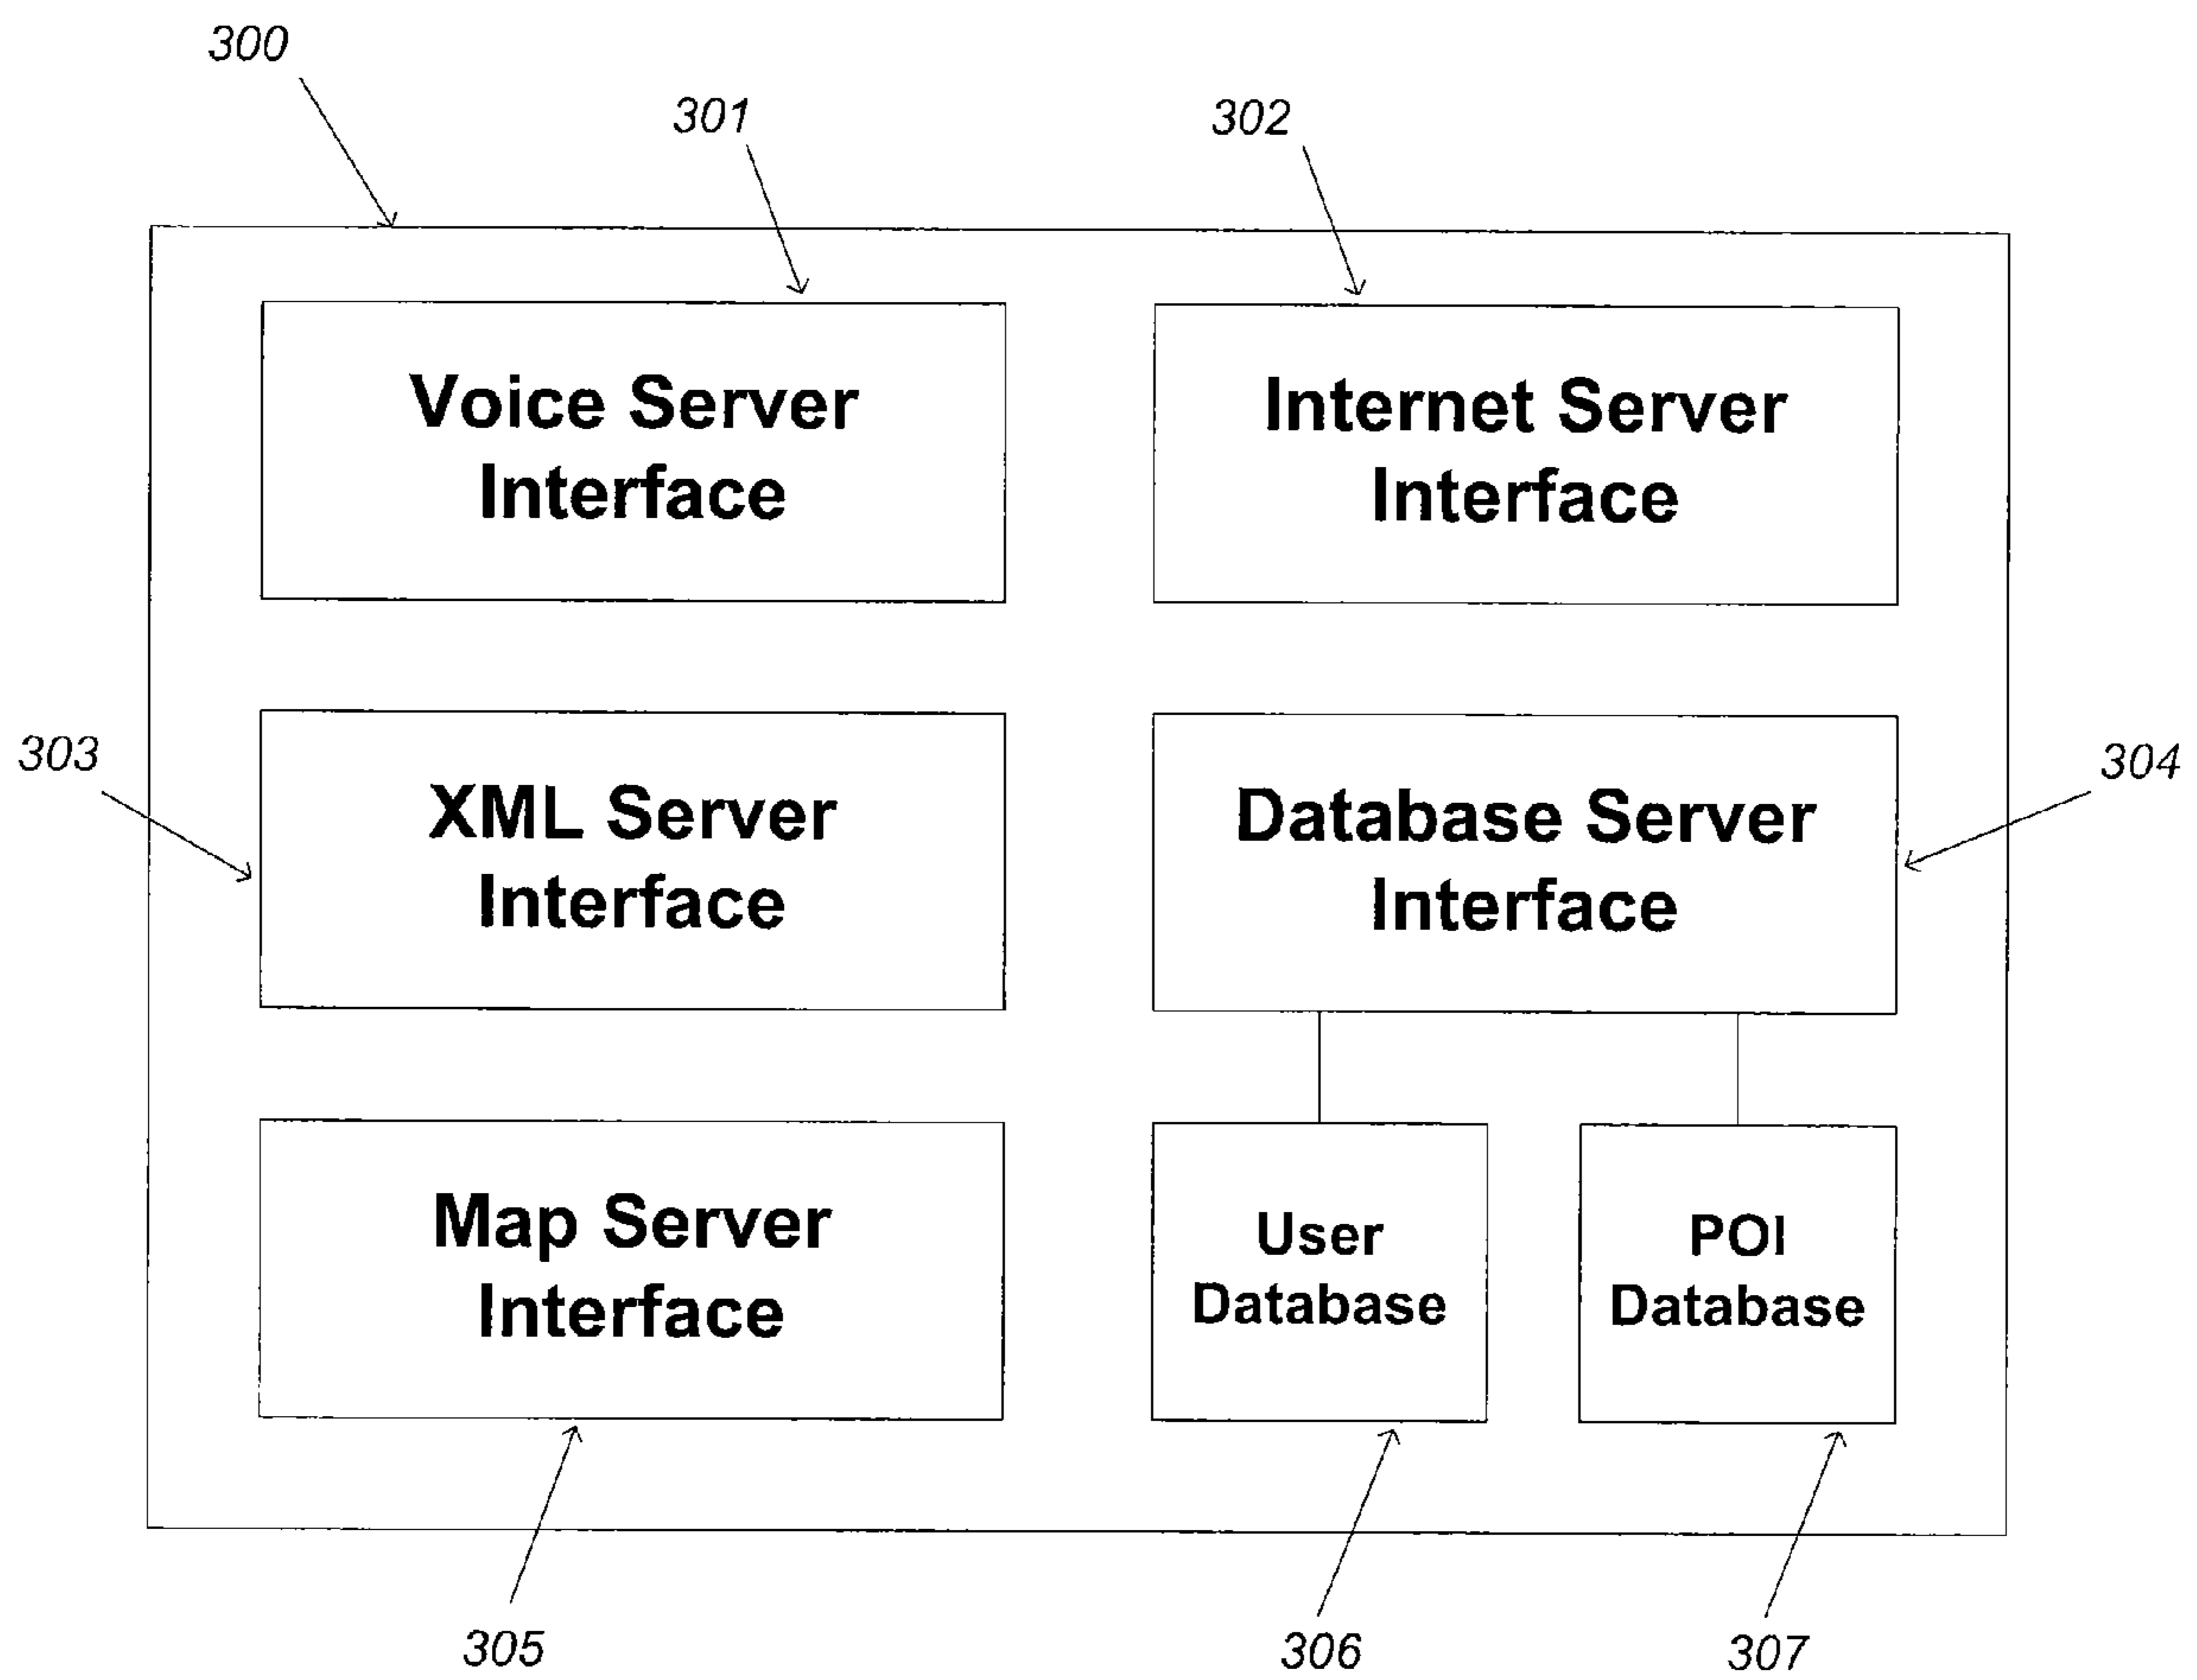 300
301
302
Voice Server
Interface
Internet Server
Interface
303
XML Server
Interface
Database Server
Interface
304
Map Server
Interface
User
Database
POI
Database
305
306
307